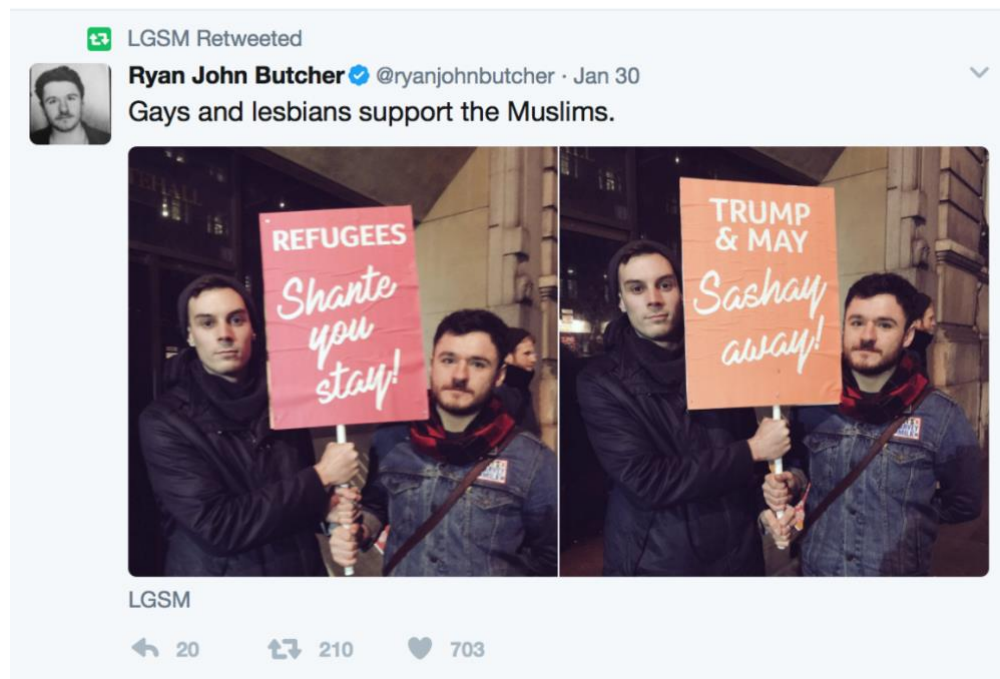 LGSM Retweeted
Ryan John Butcher @ryanjohnbutcher · Jan 30
Gays and lesbians support the Muslims.
REFUGEES
Shante
you
stay!
TRUMP
& MAY
Sashay
away!
LGSM
20 210 703